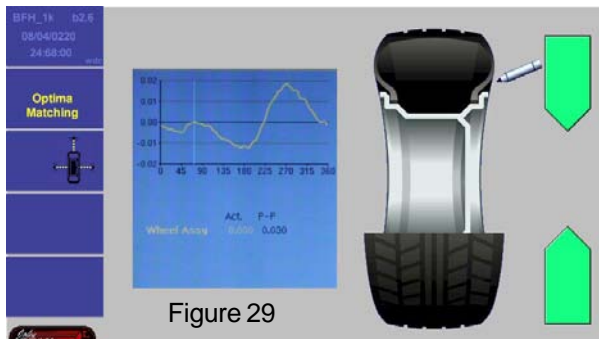 BFH_1k b2.6
08/04/0220
24:68:00
Optima
Matching
0.02
0.01
0.00
-0.01
-0.02
0 45 90 135 180 225 270 315 360
Act. P-P
Wheel Assy 0.000 0.030
Figure 29